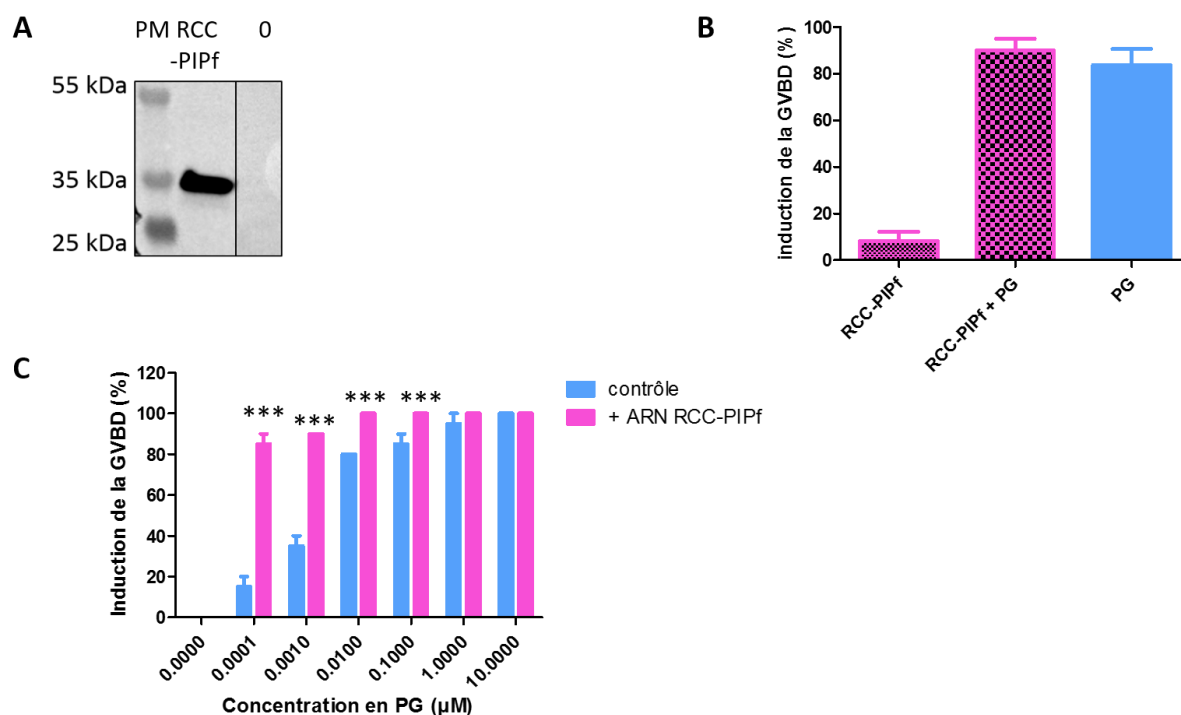 A
PM RCC 0
-PIPf
55 kDa
35 kDa
25 kDa
B
induction de la GVBD (%)
100
80
60
40
20
0
RCC-PIPf
RCC-PIPf + PG
PG
C
Induction de la GVBD (%)
120
100
80
60
40
20
0
*** *** *** ***
contrôle
+ ARN RCC-PIPf
0.0000 0.0001 0.0010 0.0100 0.1000 1.0000 10.0000
Concentration en PG (µM)